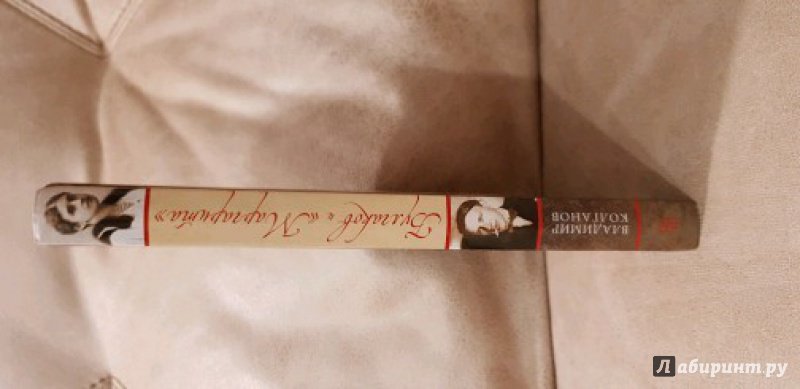 ВЛАДИМИР
КОЛГАНОВ
Булгаков и «Маргарита»
Лабиринт.ру